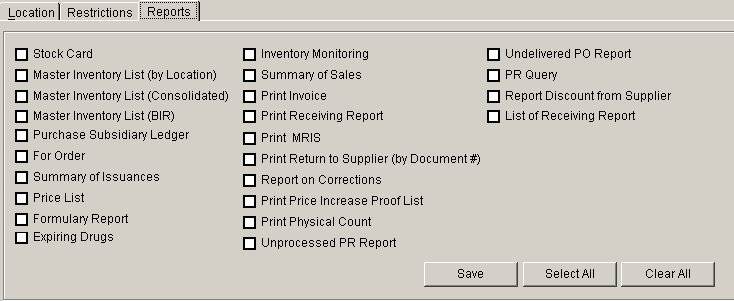 Location Restrictions Reports
Stock Card
Master Inventory List (by Location)
Master Inventory List (Consolidated)
Master Inventory List (BIR)
Purchase Subsidiary Ledger
For Order
Summary of Issuances
Price List
Formulary Report
Expiring Drugs
Inventory Monitoring
Summary of Sales
Print Invoice
Print Receiving Report
Print MRIS
Print Return to Supplier (by Document #)
Report on Corrections
Print Price Increase Proof List
Print Physical Count
Unprocessed PR Report
Undelivered PO Report
PR Query
Report Discount from Supplier
List of Receiving Report
Save Select All Clear All